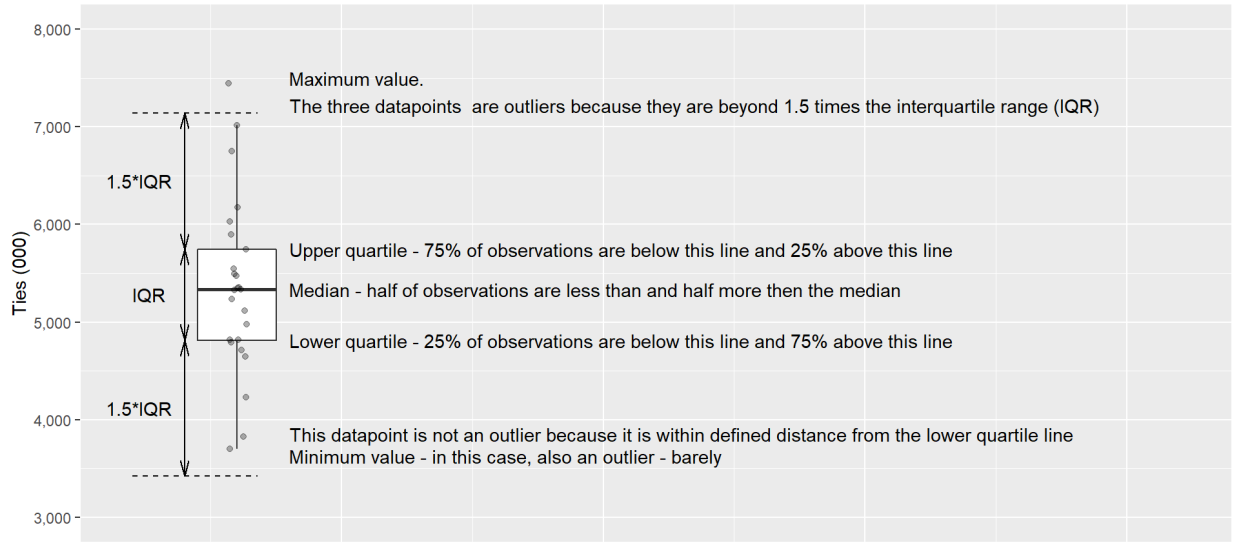 8,000
Maximum value.
The three datapoints  are outliers because they are beyond 1.5 times the interquartile range (IQR)
7,000
1.5*IQR
6,000
Upper quartile - 75% of observations are below this line and 25% above this line
Ties (000)
IQR
Median - half of observations are less than and half more then the median
5,000
Lower quartile - 25% of observations are below this line and 75% above this line
1.5*IQR
4,000
This datapoint is not an outlier because it is within defined distance from the lower quartile line
Minimum value - in this case, also an outlier - barely
3,000